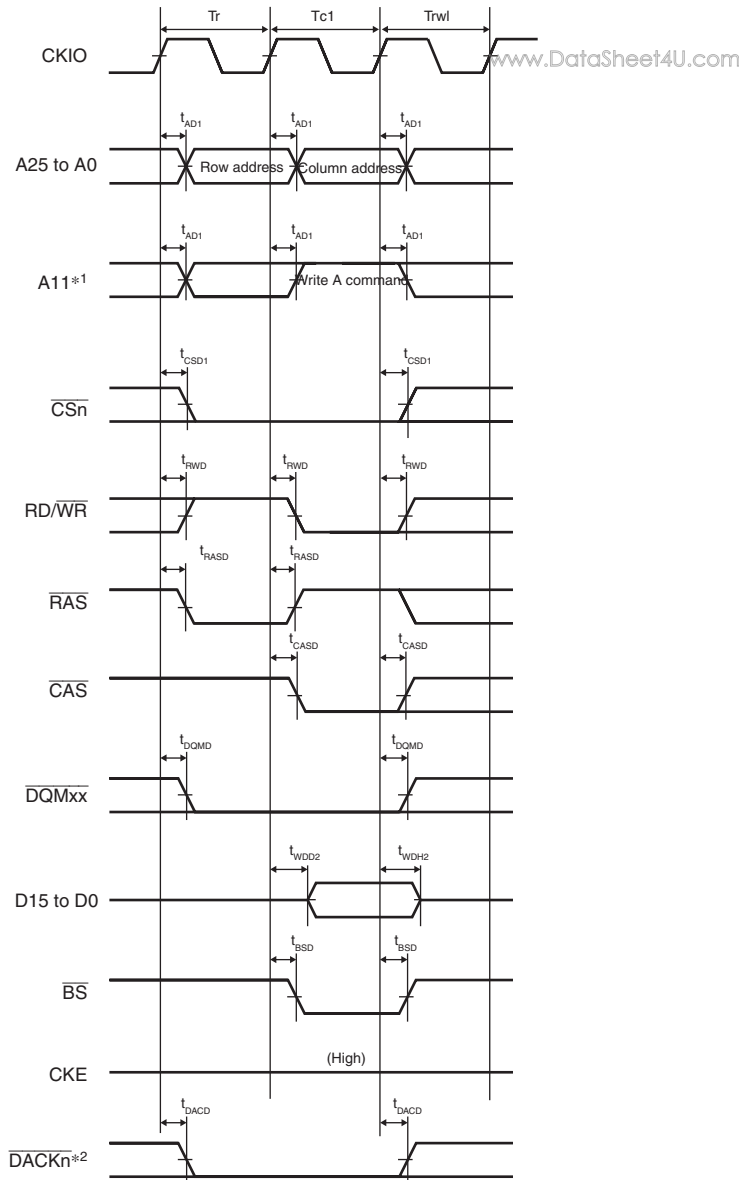 Tr Tc1 Trwl
CKIO
www.DataSheet4U.com
tAD1 tAD1 tAD1
A25 to A0 Row address Column address
tAD1 tAD1 tAD1
A11*1 Write A command
tCSD1 tCSD1
CSn
tRWD tRWD tRWD
RD/WR
tRASD tRASD
RAS
tCASD tCASD
CAS
tDQMD tDQMD
DQMxx
tWDD2 tWDH2
D15 to D0
tBSD tBSD
BS
(High)
CKE
tDACD tDACD
DACKn*2